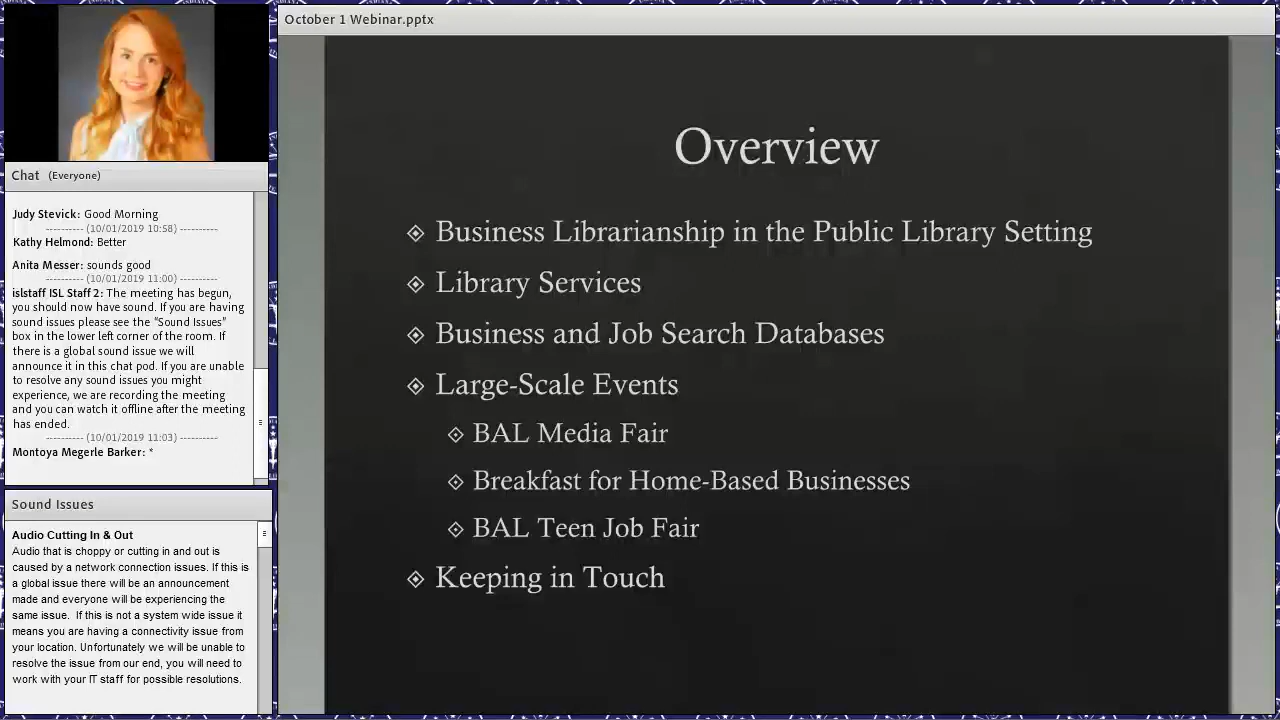 October 1 Webinar.pptx
Chat (Everyone)
Judy Stevick: Good Morning
---------- (10/01/2019 10:58) ----------
Kathy Helmond: Better
Anita Messer: sounds good
---------- (10/01/2019 11:00) ----------
islstaff ISL Staff 2: The meeting has begun,
you should now have sound. If you are having
sound issues please see the “Sound Issues”
box in the lower left corner of the room. If
there is a global sound issue we will
announce it in this chat pod. If you are unable
to resolve any sound issues you might
experience, we are recording the meeting
and you can watch it offline after the meeting
has ended.
---------- (10/01/2019 11:03) ----------
Montoya Megerle Barker: *
Sound Issues
Audio Cutting In & Out
Audio that is choppy or cutting in and out is
caused by a network connection issues. If this is
a global issue there will be an announcement
made and everyone will be experiencing the
same issue. If this is not a system wide issue it
means you are having a connectivity issue from
your location. Unfortunately we will be unable to
resolve the issue from our end, you will need to
work with your IT staff for possible resolutions.
Overview
Business Librarianship in the Public Library Setting
Library Services
Business and Job Search Databases
Large-Scale Events
BAL Media Fair
Breakfast for Home-Based Businesses
BAL Teen Job Fair
Keeping in Touch